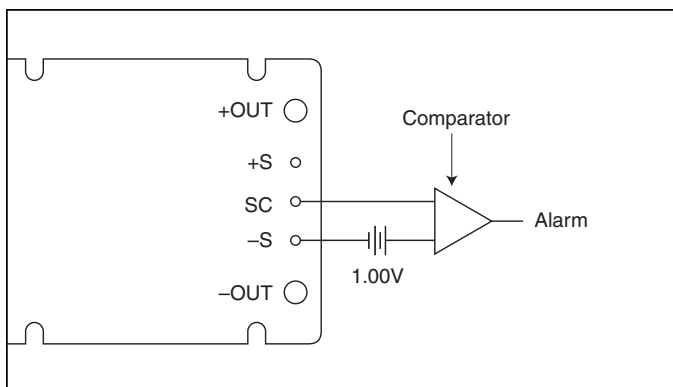 +OUT
Comparator
+S
SC
Alarm
–S
1.00V
–OUT